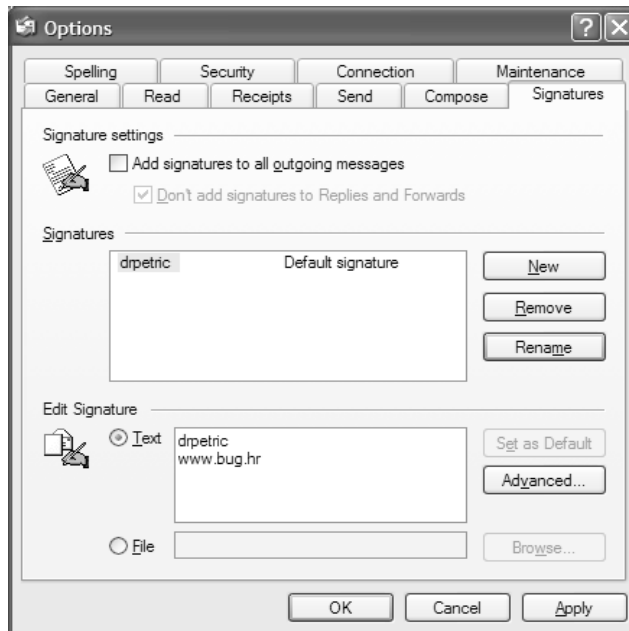 Options
Spelling Security Connection Maintenance
General Read Receipts Send Compose Signatures
Signature settings
Add signatures to all outgoing messages
Don't add signatures to Replies and Forwards
Signatures
drpetric Default signature
New
Remove
Rename
Edit Signature
Text
drpetric
www.bug.hr
Set as Default
Advanced...
File
Browse...
OK Cancel Apply